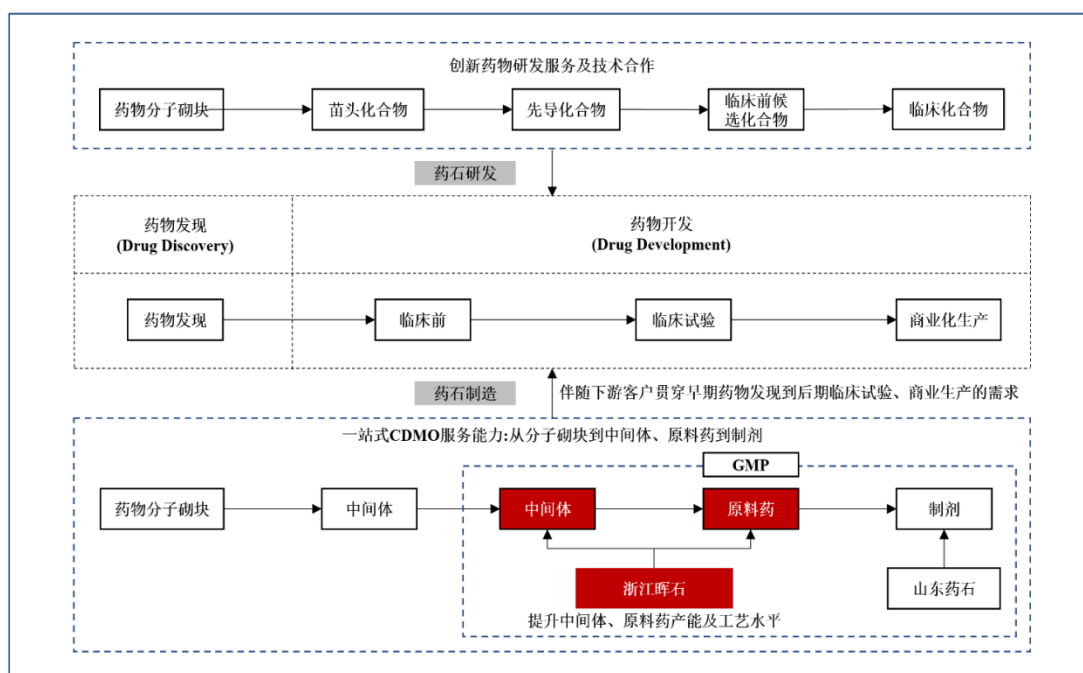 创新药物研发服务及技术合作
药物分子砌块
苗头化合物
先导化合物
临床前候
选化合物
临床化合物
药石研发
药物发现
(Drug Discovery)
药物开发
(Drug Development)
药物发现
临床前
临床试验
商业化生产
药石制造
伴随下游客户贯穿早期药物发现到后期临床试验、商业生产的需求
一站式CDMO服务能力:从分子砌块到中间体、原料药到制剂
GMP
药物分子砌块
中间体
中间体
原料药
制剂
浙江晖石
山东药石
提升中间体、原料药产能及工艺水平